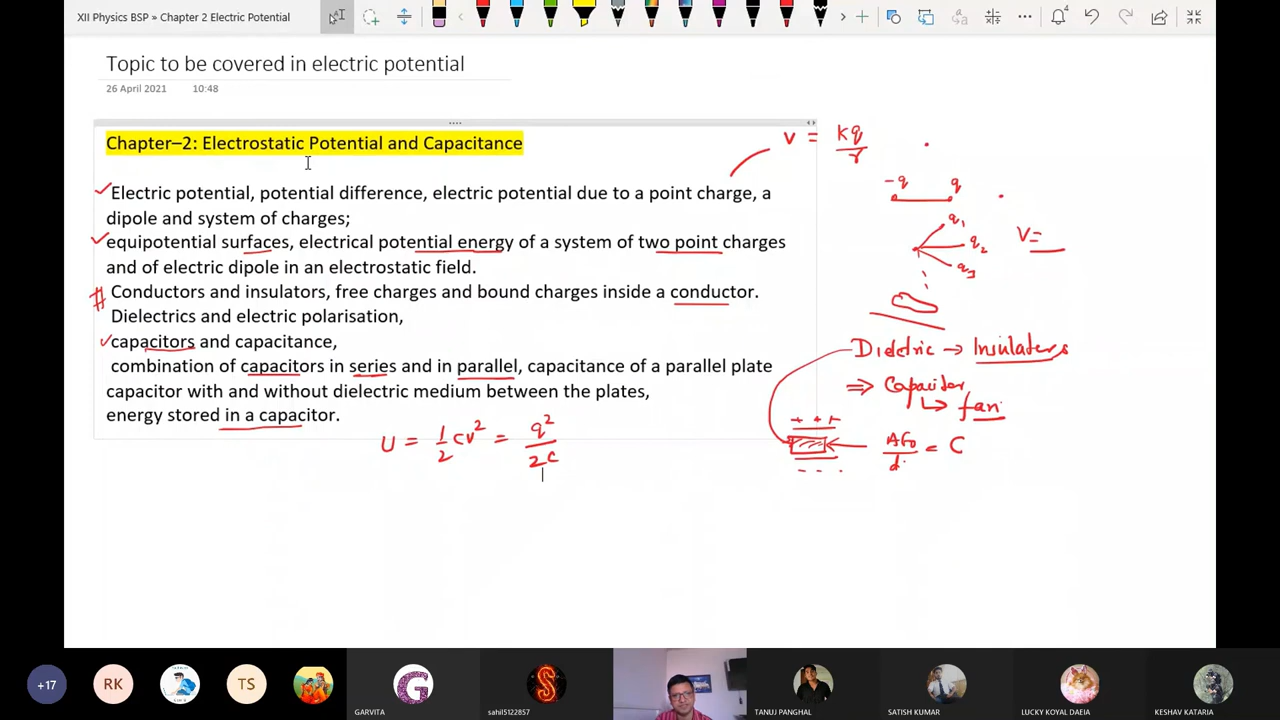 XII Physics BSP » Chapter 2 Electric Potential
Topic to be covered in electric potential
26 April 2021 10:48
Chapter–2: Electrostatic Potential and Capacitance
V = Kq/r
Electric potential, potential difference, electric potential due to a point charge, a
dipole and system of charges;
-q q
equipotential surfaces, electrical potential energy of a system of two point charges
and of electric dipole in an electrostatic field.
q1
q2
q3
V=
Conductors and insulators, free charges and bound charges inside a conductor.
Dielectrics and electric polarisation,
capacitors and capacitance,
Dieletric → Insulaters
combination of capacitors in series and in parallel, capacitance of a parallel plate
capacitor with and without dielectric medium between the plates,
energy stored in a capacitor.
⇒ Capacitor
↳ fan
+ + +
U = 1/2 CV² = q²/2C
Aε₀/d = C
- - -
+17
RK
TS
G
S
GARVITA
sahil5122857
TANUJ PANGHAL
SATISH KUMAR
LUCKY KOYAL DAEIA
KESHAV KATARIA